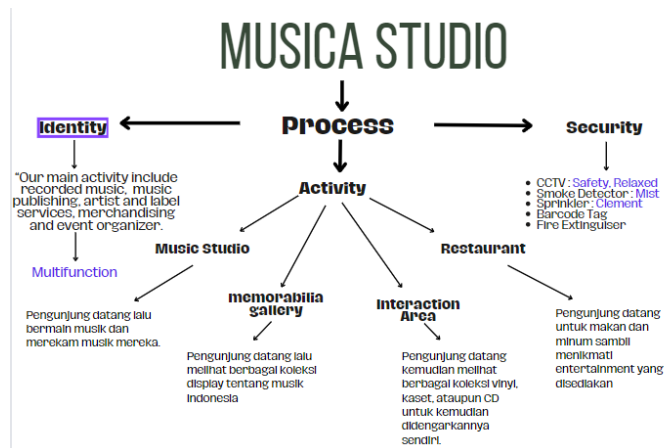 MUSICA STUDIO
Identity
Process
Security
"Our main activity include
recorded music, music
publishing, artist and label
services, merchandising
and event organizer.
Multifunction
Activity
• CCTV : Safety, Relaxed
• Smoke Detector : Mist
• Sprinkler : Clement
• Barcode Tag
• Fire Extinguiser
Music Studio
memorabilia
gallery
Interaction
Area
Restaurant
Pengunjung datang lalu
bermain musik dan
merekam musik mereka.
Pengunjung datang lalu
melihat berbagai koleksi
display tentang musik
indonesia
Pengunjung datang
kemudian melihat
berbagai koleksi vinyl,
kaset, ataupun CD
untuk kemudian
didengarkannya
sendiri.
Pengunjung datang
untuk makan dan
minum sambil
menikmati
entertainment yang
disediakan